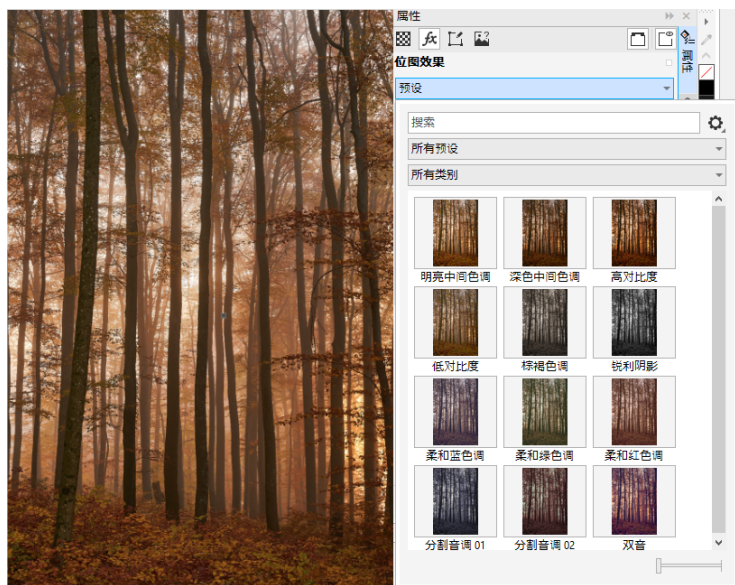 属性
fx
位图效果
预设
属性
搜索
所有预设
所有类别
明亮中间色调
深色中间色调
高对比度
低对比度
棕褐色调
锐利阴影
柔和蓝色调
柔和绿色调
柔和红色调
分割音调 01
分割音调 02
双音